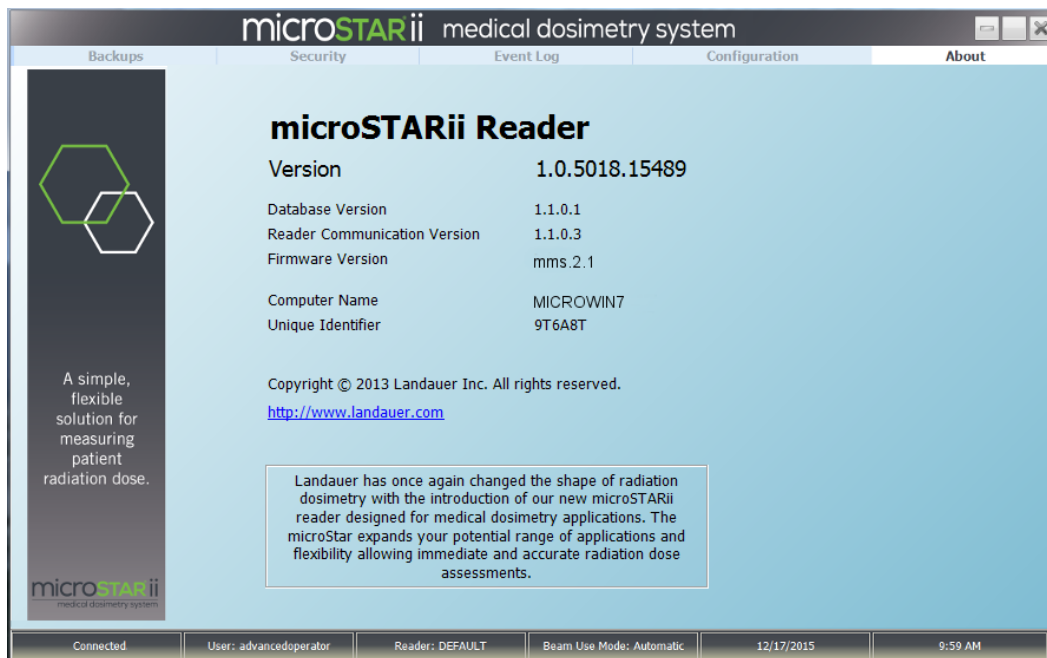 microSTARii medical dosimetry system
Backups Security Event Log Configuration About
microSTARii Reader
Version 1.0.5018.15489
Database Version 1.1.0.1
Reader Communication Version 1.1.0.3
Firmware Version mms.2.1
Computer Name MICROWIN7
Unique Identifier 9T6A8T
Copyright © 2013 Landauer Inc. All rights reserved.
http://www.landauer.com
Landauer has once again changed the shape of radiation
dosimetry with the introduction of our new microSTARii
reader designed for medical dosimetry applications. The
microStar expands your potential range of applications and
flexibility allowing immediate and accurate radiation dose
assessments.
A simple,
flexible
solution for
measuring
patient
radiation dose.
microSTARii
medical dosimetry system
Connected User: advancedoperator Reader: DEFAULT Beam Use Mode: Automatic 12/17/2015 9:59 AM